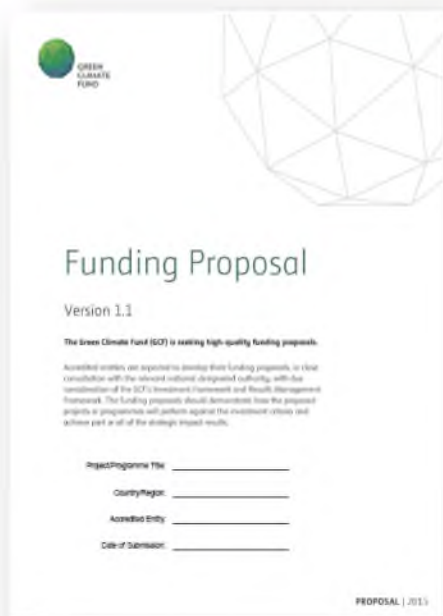 GREEN
CLIMATE
FUND
Funding Proposal
Version 1.1
The Green Climate Fund (GCF) is seeking high-quality funding proposals.
Accredited entities are expected to develop their funding proposals, in close
consultation with the relevant national designated authority, with due
consideration of the GCF's Investment Framework and Results Management
Framework. The funding proposals should demonstrate how the proposed
projects or programmes will perform against the investment criteria and
achieve part or all of the strategic impact results.
Project/Programme Title:
Country/Region:
Accredited Entity:
Date of Submission:
PROPOSAL | 2015